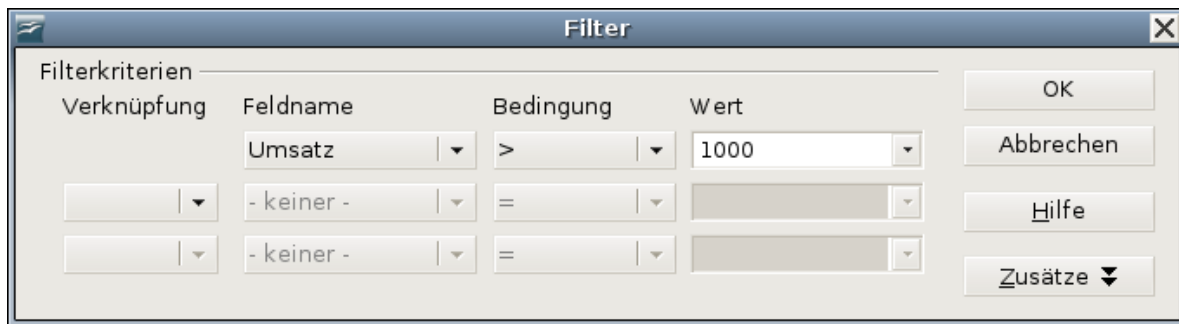 Filter
Filterkriterien
Verknüpfung Feldname Bedingung Wert
Umsatz > 1000
- keiner - =
- keiner - =
OK
Abbrechen
Hilfe
Zusätze